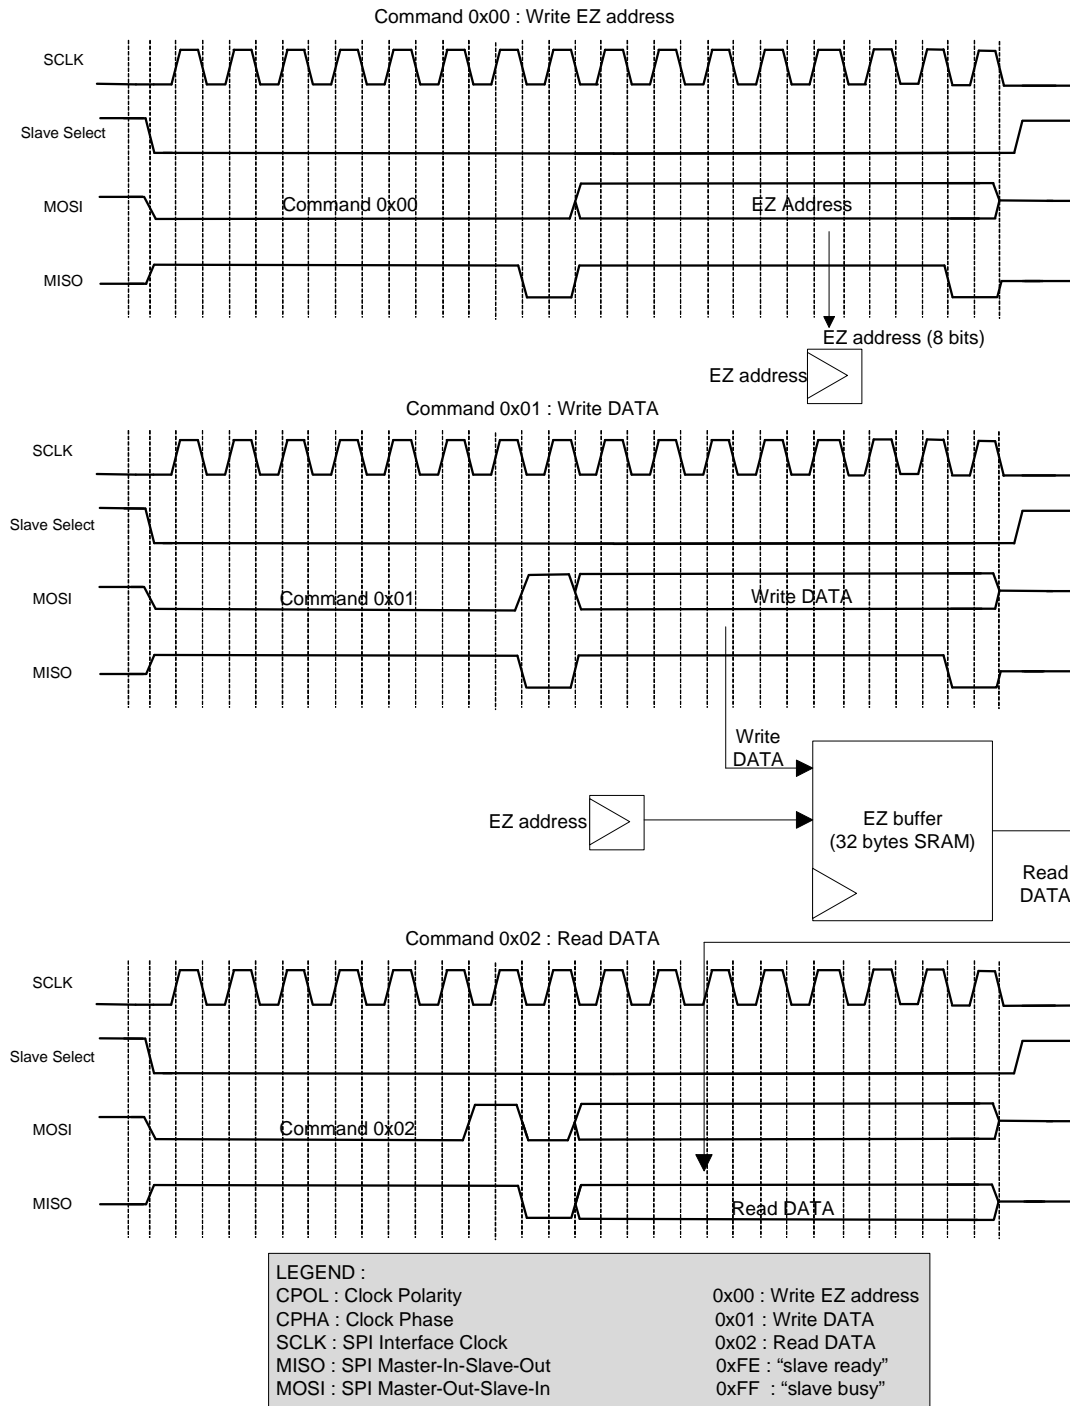 Command 0x00 : Write EZ address
SCLK
Slave Select
MOSI
Command 0x00
EZ Address
MISO
EZ address (8 bits)
EZ address
Command 0x01 : Write DATA
SCLK
Slave Select
MOSI
Command 0x01
Write DATA
MISO
Write
DATA
EZ address
EZ buffer
(32 bytes SRAM)
Read
DATA
Command 0x02 : Read DATA
SCLK
Slave Select
MOSI
Command 0x02
MISO
Read DATA
LEGEND :
CPOL : Clock Polarity 0x00 : Write EZ address
CPHA : Clock Phase 0x01 : Write DATA
SCLK : SPI Interface Clock 0x02 : Read DATA
MISO : SPI Master-In-Slave-Out 0xFE : “slave ready”
MOSI : SPI Master-Out-Slave-In 0xFF : “slave busy”